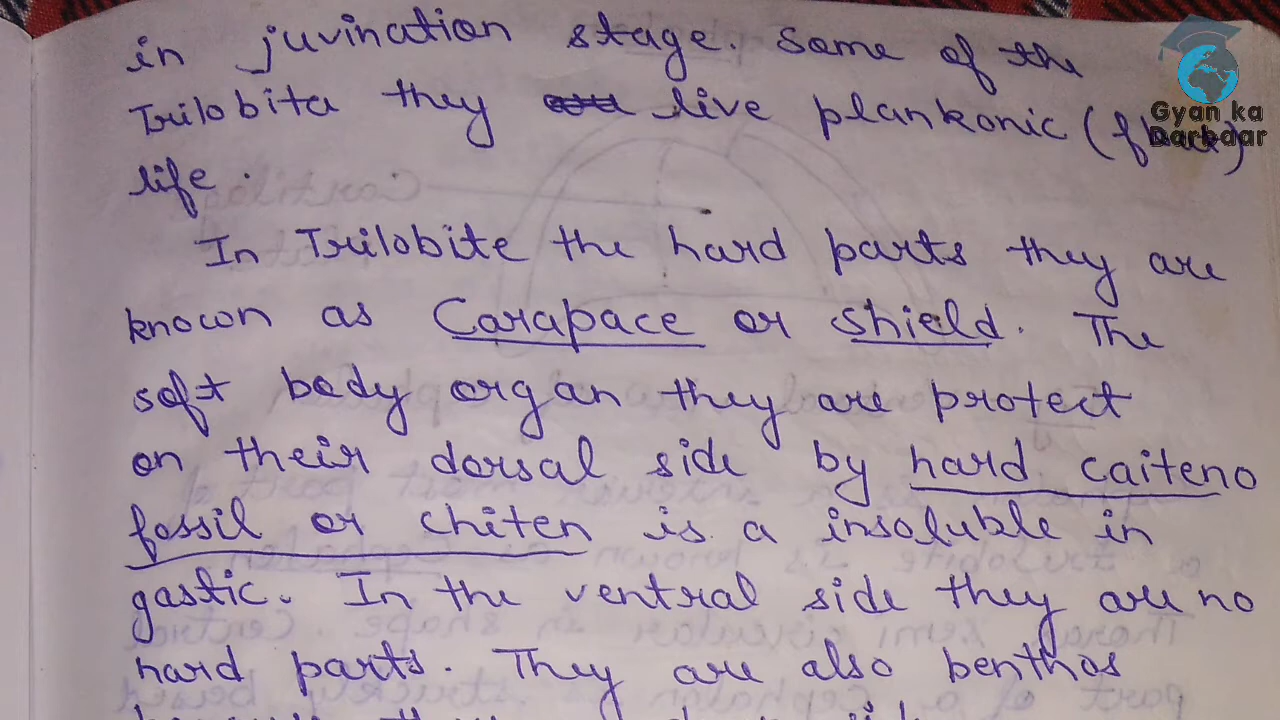 in juvination stage. Some of the
Gyan ka
Darbaar
Trilobita they live plankonic (
life.
In Trilobite the hard parts they are
known as Carapace or shield. The
soft body organ they are protect
on their dorsal side by hard caiteno
fossil or chiten is a insoluble in
gastic. In the ventral side they are no
hard parts. They are also benthos